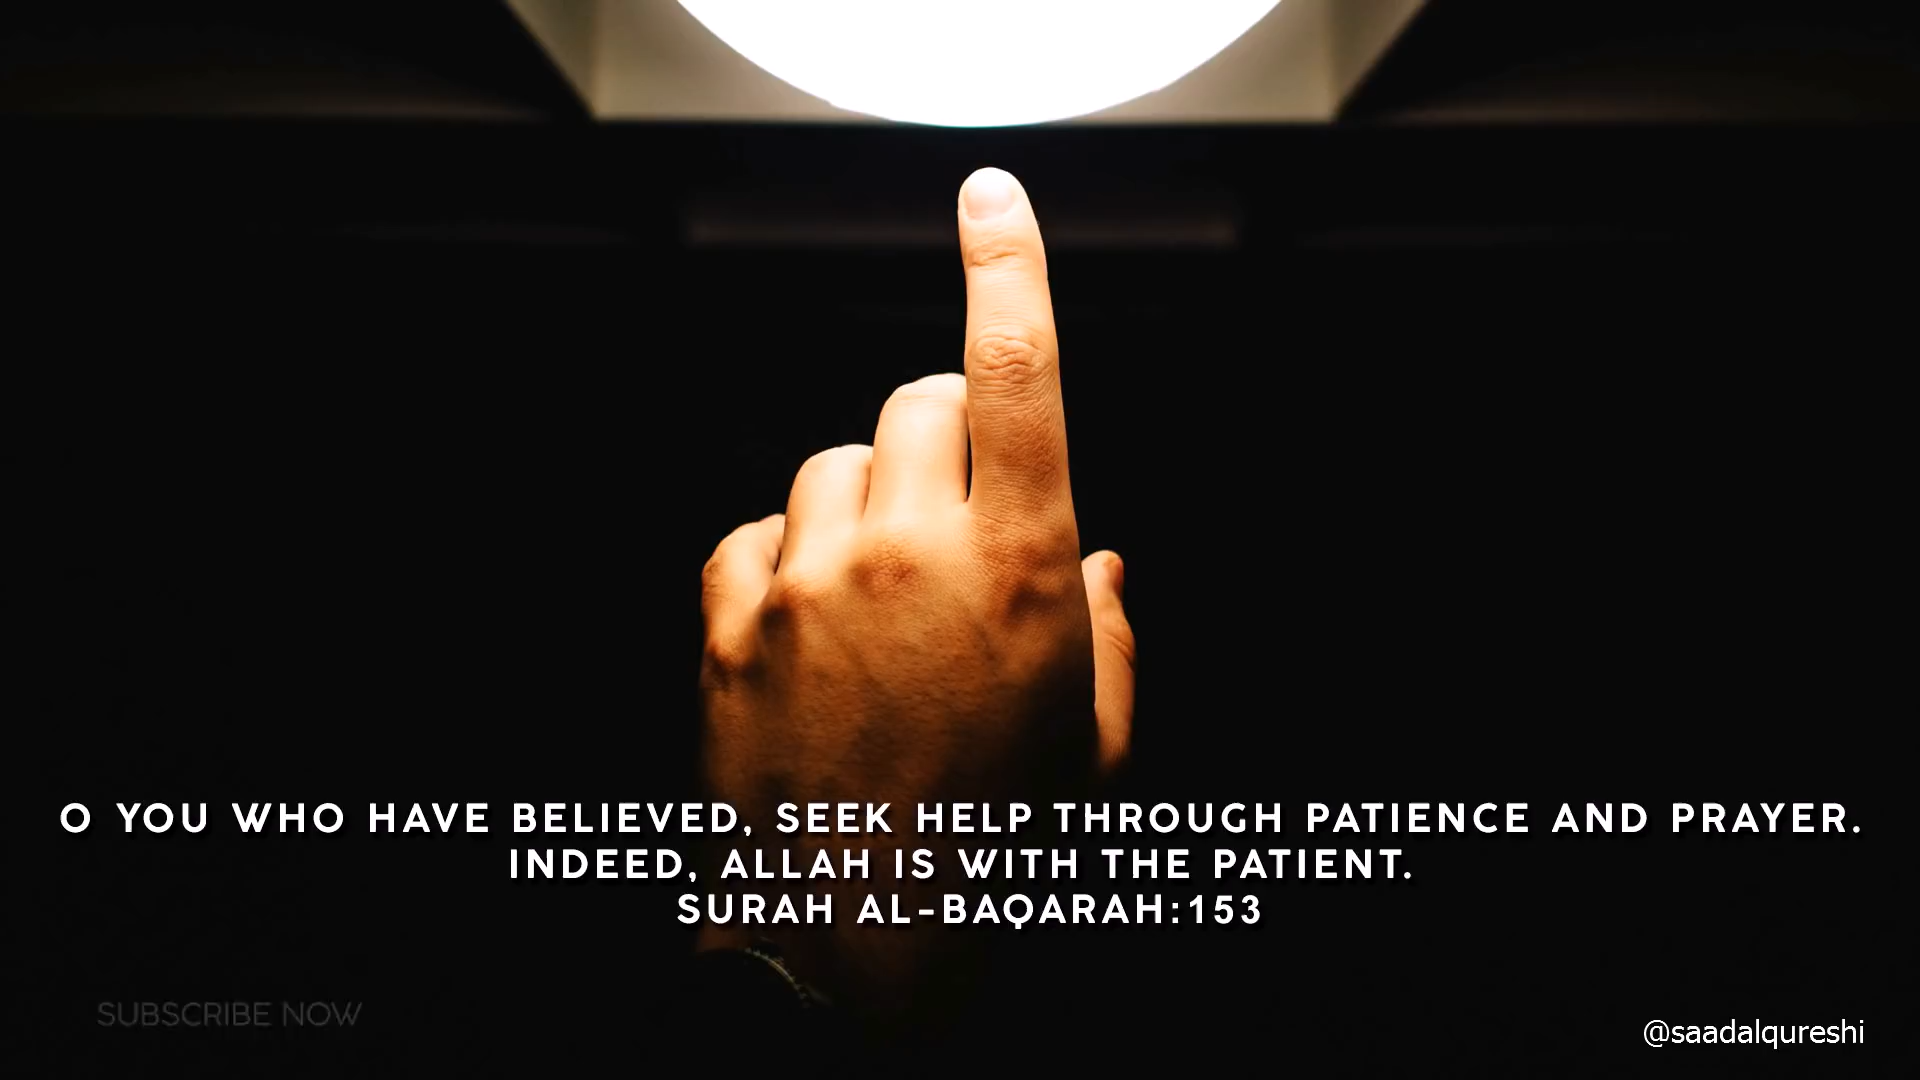 O YOU WHO HAVE BELIEVED, SEEK HELP THROUGH PATIENCE AND PRAYER.
INDEED, ALLAH IS WITH THE PATIENT.
SURAH AL-BAQARAH:153
SUBSCRIBE NOW
@saadalqureshi